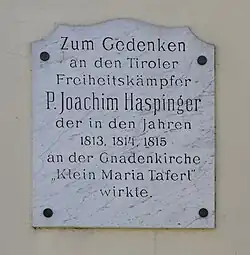 Zum Gedenken
an den Tiroler
Freiheitskämpfer
P. Joachim Haspinger
der in den Jahren
1813, 1814, 1815
an der Gnadenkirche
„Klein Maria Taferl"
wirkte.